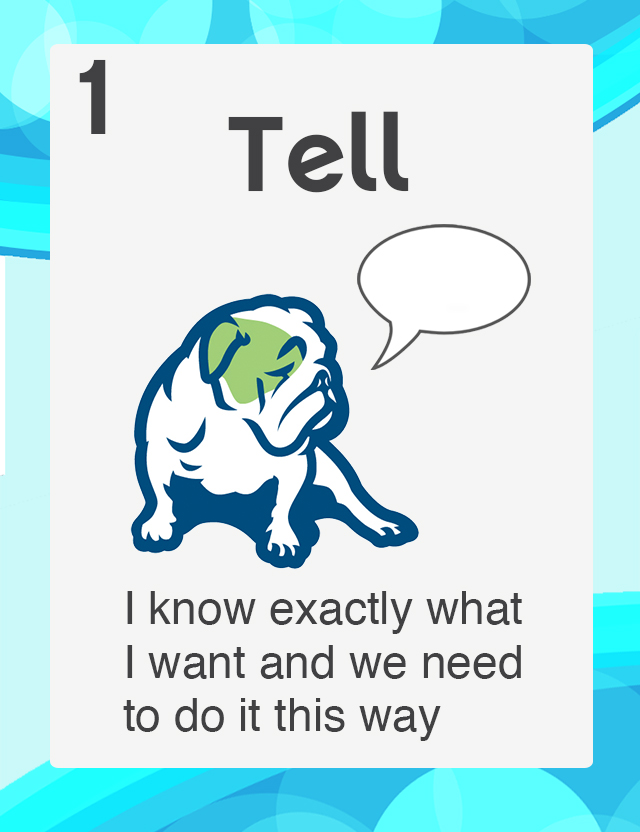 1
Tell
I know exactly what
I want and we need
to do it this way